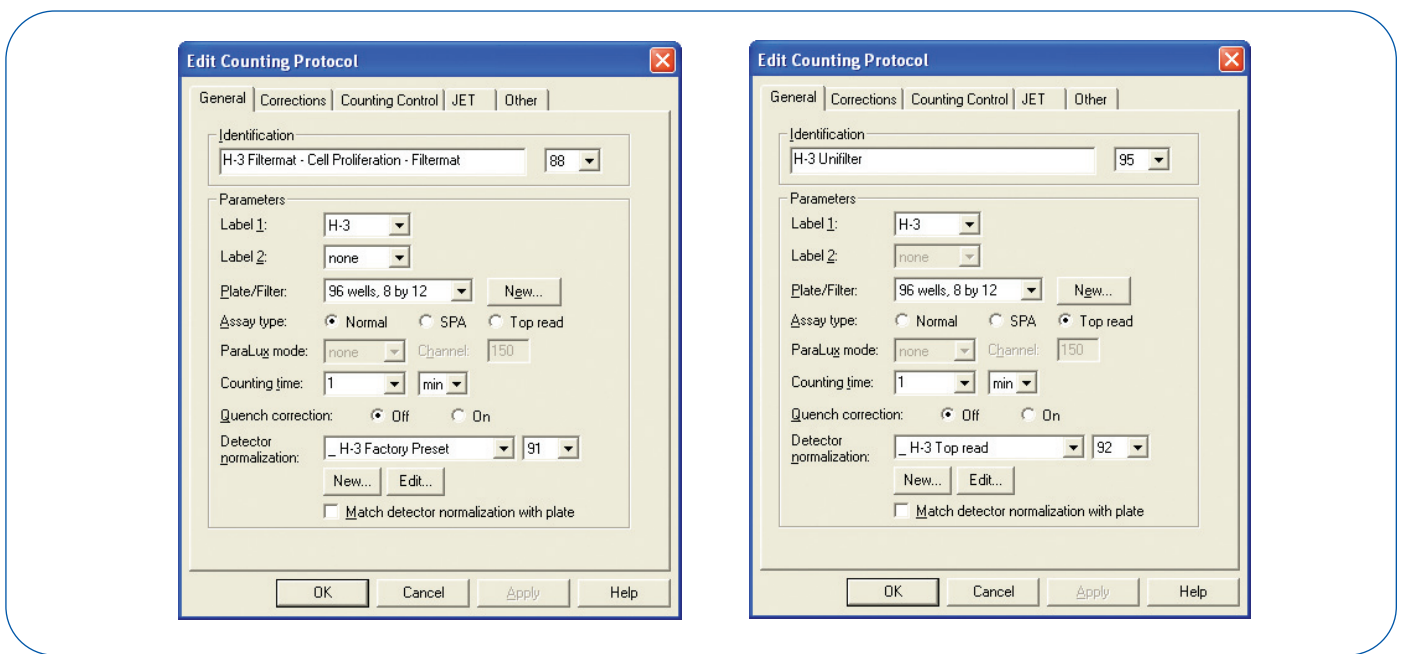 Edit Counting Protocol
General Corrections Counting Control JET Other
Identification
H-3 Filtermat - Cell Proliferation - Filtermat 88
Parameters
Label 1: H-3
Label 2: none
Plate/Filter: 96 wells, 8 by 12 New...
Assay type: Normal SPA Top read
ParaLux mode: none Channel: 150
Counting time: 1 min
Quench correction: Off On
Detector
normalization: _ H-3 Factory Preset 91
New... Edit...
Match detector normalization with plate
OK Cancel Apply Help
Edit Counting Protocol
General Corrections Counting Control JET Other
Identification
H-3 Unifilter 95
Parameters
Label 1: H-3
Label 2: none
Plate/Filter: 96 wells, 8 by 12 New...
Assay type: Normal SPA Top read
ParaLux mode: none Channel: 150
Counting time: 1 min
Quench correction: Off On
Detector
normalization: _ H-3 Top read 92
New... Edit...
Match detector normalization with plate
OK Cancel Apply Help